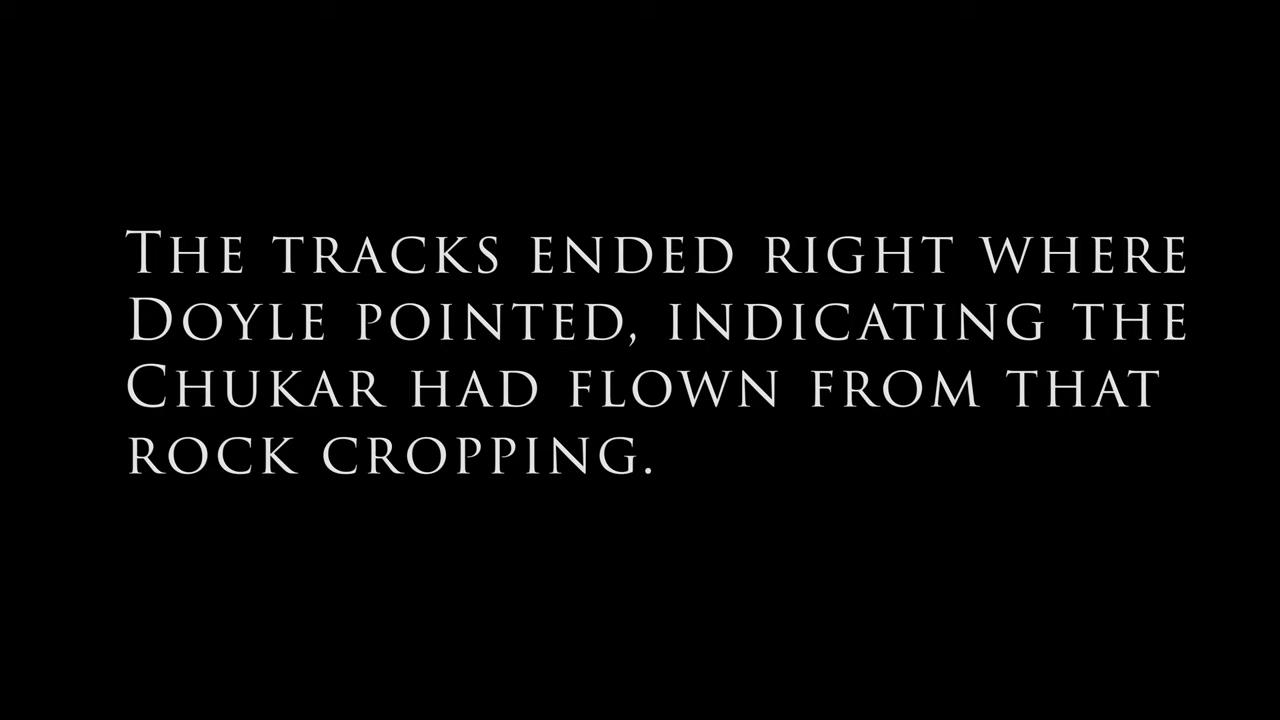 The tracks ended right where
Doyle pointed, indicating the
Chukar had flown from that
rock cropping.